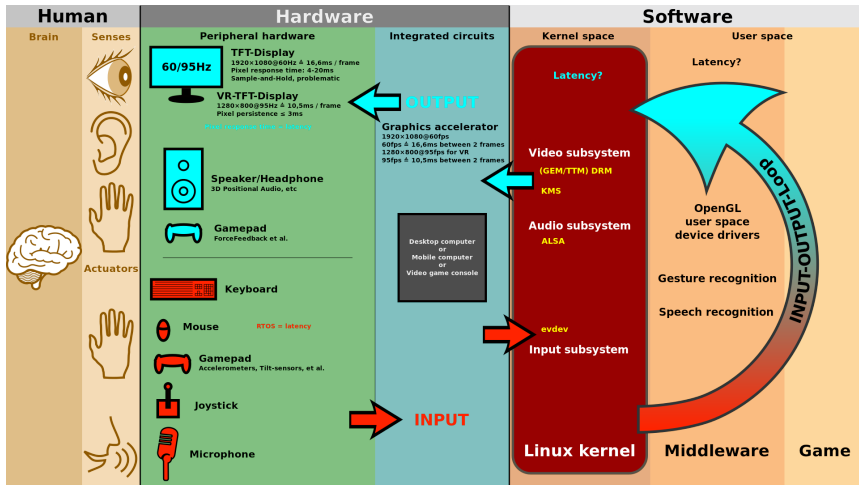 Human
Hardware
Software
Brain
Senses
Peripheral hardware
Integrated circuits
Kernel space
User space
60/95Hz
TFT-Display
1920×1080@60Hz ≙ 16,6ms / frame
Pixel response time: 4-20ms
Sample-and-Hold, problematic
VR-TFT-Display
1280×800@95Hz ≙ 10,5ms / frame
Pixel persistence ≤ 3ms
OUTPUT
Graphics accelerator
1920×1080@60fps
60fps ≙ 16,6ms between 2 frames
1280×800@95fps for VR
95fps ≙ 10,5ms between 2 frames
Latency?
Latency?
Video subsystem
(GEM/TTM) DRM
KMS
Speaker/Headphone
3D Positional Audio, etc
Audio subsystem
ALSA
OpenGL
user space
device drivers
INPUT-OUTPUT-Loop
Gamepad
ForceFeedback et al.
Desktop computer
or
Mobile computer
or
Video game console
Actuators
Gesture recognition
Keyboard
Speech recognition
Mouse
RTOS = latency
evdev
Input subsystem
Gamepad
Accelerometers, Tilt-sensors, et al.
Joystick
INPUT
Microphone
Linux kernel
Middleware
Game